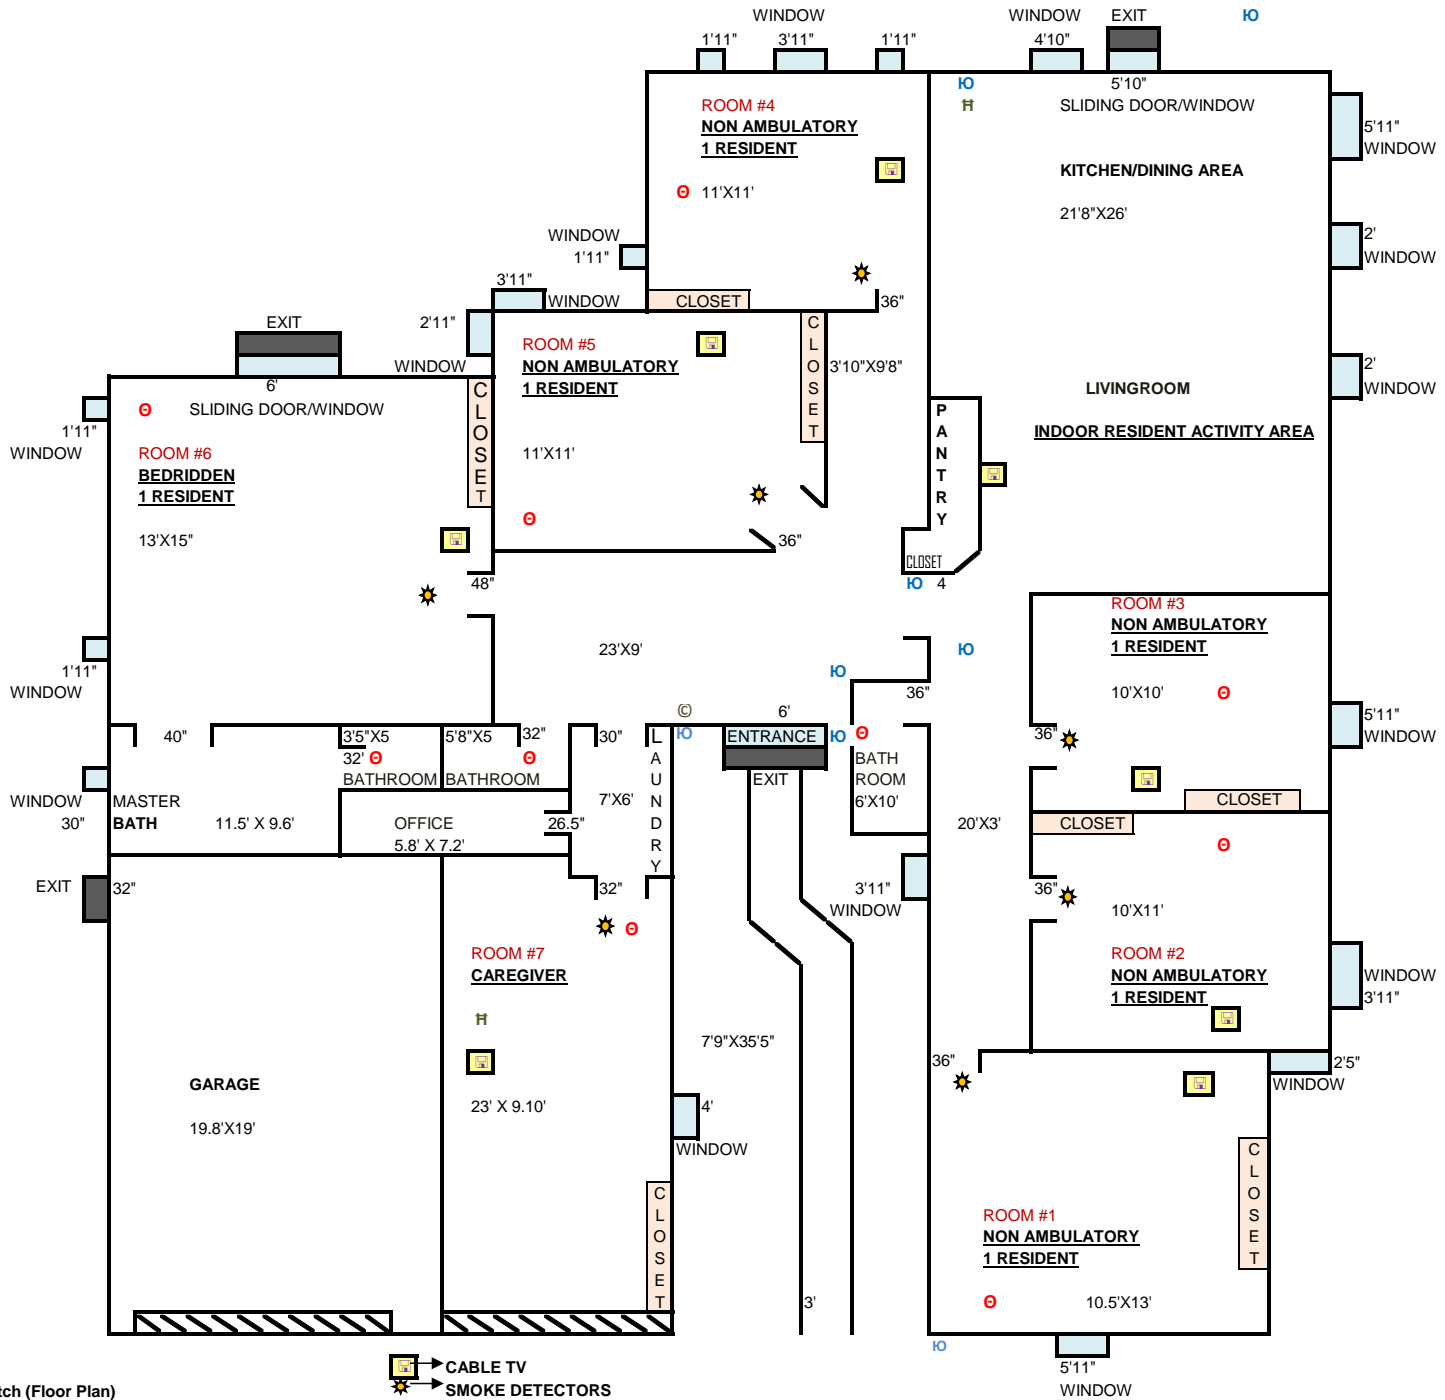 WINDOW
1'11"
3'11"
1'11"
WINDOW
4'10"
EXIT
Ю
5'10"
SLIDING DOOR/WINDOW
Ю
Ħ
5'11"
WINDOW
ROOM #4
NON AMBULATORY
1 RESIDENT
Θ 11'X11'
KITCHEN/DINING AREA
21'8"X26'
2'
WINDOW
WINDOW
1'11"
3'11"
WINDOW
CLOSET
36"
EXIT
2'11"
WINDOW
ROOM #5
NON AMBULATORY
1 RESIDENT
CLOSET
3'10"X9'8"
11'X11'
Θ
36"
2'
WINDOW
LIVINGROOM
INDOOR RESIDENT ACTIVITY AREA
PANTRY
CLOSET
Ю 4
6'
Θ SLIDING DOOR/WINDOW
1'11"
WINDOW
ROOM #6
BEDRIDDEN
1 RESIDENT
13'X15"
CLOSET
48"
1'11"
WINDOW
23'X9'
Ю
Ю
36"
ROOM #3
NON AMBULATORY
1 RESIDENT
10'X10'
Θ
36"
5'11"
WINDOW
CLOSET
40"
3'5"X5
32' Θ
BATHROOM
5'8"X5
32"
Θ
BATHROOM
30"
LAUNDRY
©
Ю
6'
ENTRANCE
Ю
EXIT
Θ
BATH
ROOM
6'X10'
WINDOW
30"
MASTER
BATH
11.5' X 9.6'
OFFICE
5.8' X 7.2'
26.5"
7'X6'
20'X3'
CLOSET
Θ
36"
10'X11'
ROOM #2
NON AMBULATORY
1 RESIDENT
WINDOW
3'11"
EXIT
32"
32"
Θ
3'11"
WINDOW
ROOM #7
CAREGIVER
Ħ
23' X 9.10'
7'9"X35'5"
4'
WINDOW
CLOSET
3'
GARAGE
19.8'X19'
36"
2'5"
WINDOW
CLOSET
ROOM #1
NON AMBULATORY
1 RESIDENT
Θ
10.5'X13'
Ю
5'11"
WINDOW
CABLE TV
SMOKE DETECTORS
tch (Floor Plan)